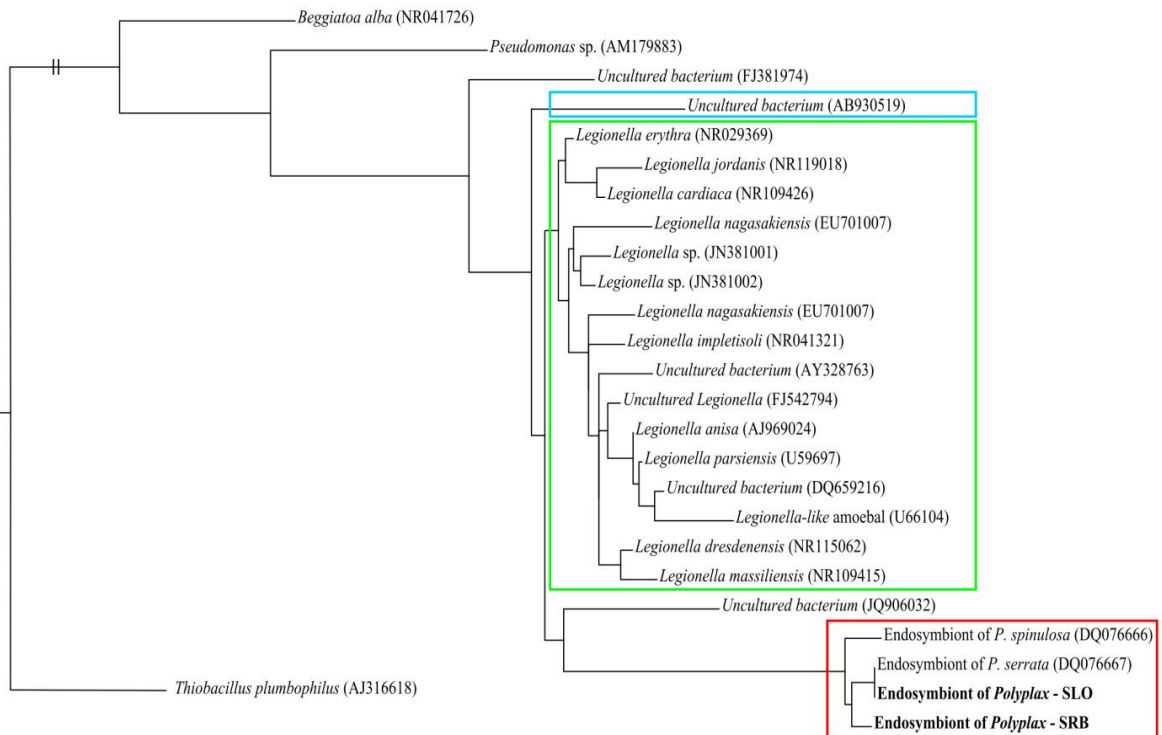 Beggiatoa alba (NR041726)
Pseudomonas sp. (AM179883)
Uncultured bacterium (FJ381974)
Uncultured bacterium (AB930519)
Legionella erythra (NR029369)
Legionella jordanis (NR119018)
Legionella cardiaca (NR109426)
Legionella nagasakiensis (EU701007)
Legionella sp. (JN381001)
Legionella sp. (JN381002)
Legionella nagasakiensis (EU701007)
Legionella impletisoli (NR041321)
Uncultured bacterium (AY328763)
Uncultured Legionella (FJ542794)
Legionella anisa (AJ969024)
Legionella parsiensis (U59697)
Uncultured bacterium (DQ659216)
Legionella-like amoebal (U66104)
Legionella dresdenensis (NR115062)
Legionella massiliensis (NR109415)
Uncultured bacterium (JQ906032)
Endosymbiont of P. spinulosa (DQ076666)
Endosymbiont of P. serrata (DQ076667)
Endosymbiont of Polyplax - SLO
Thiobacillus plumbophilus (AJ316618)
Endosymbiont of Polyplax - SRB